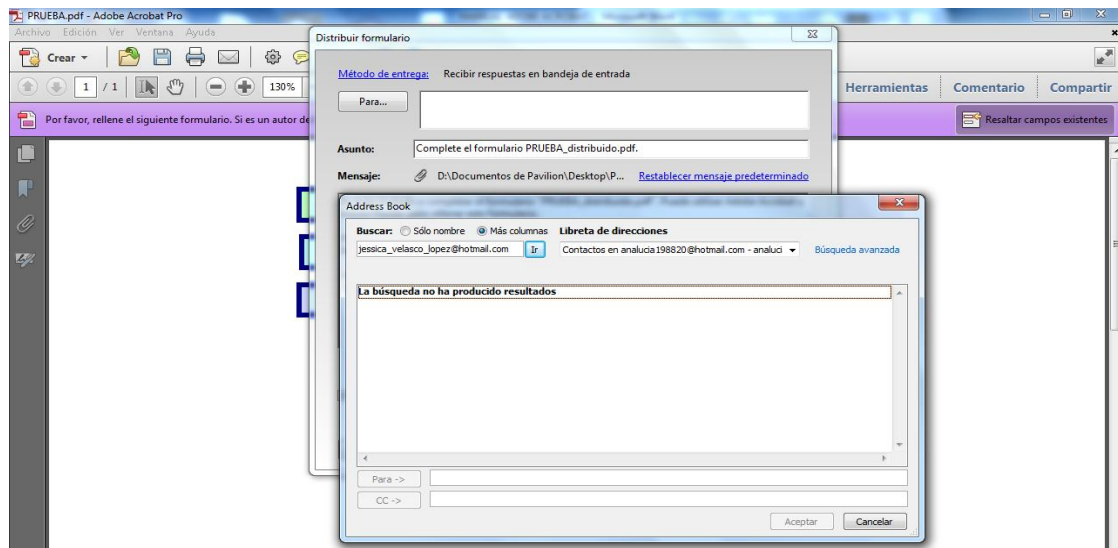 PRUEBA.pdf - Adobe Acrobat Pro
Archivo Edición Ver Ventana Ayuda
Crear
1 / 1 130%
Herramientas Comentario Compartir
Por favor, rellene el siguiente formulario. Si es un autor de
Resaltar campos existentes
Distribuir formulario
Método de entrega: Recibir respuestas en bandeja de entrada
Para...
Asunto: Complete el formulario PRUEBA_distribuido.pdf.
Mensaje: D:\Documentos de Pavilion\Desktop\P... Restablecer mensaje predeterminado
Address Book
Buscar: Sólo nombre Más columnas Libreta de direcciones
jessica_velasco_lopez@hotmail.com Ir Contactos en analucia198820@hotmail.com - analuci Búsqueda avanzada
La búsqueda no ha producido resultados
Para ->
CC ->
Aceptar Cancelar